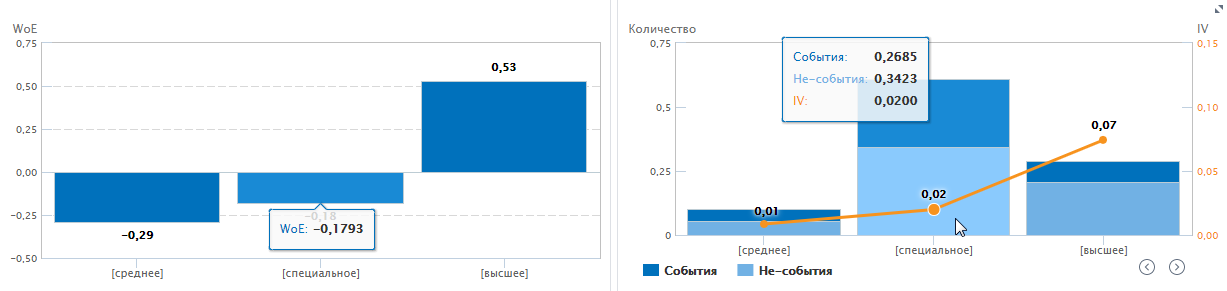 WoE
0,75
0,50
0,25
0,00
−0,25
−0,50
−0,29
−0,18
0,53
WoE: −0,1793
[среднее]
[специальное]
[высшее]
Количество
IV
0,75
0,5
0,25
0
0,15
0,10
0,05
0,00
События: 0,2685
Не-события: 0,3423
IV: 0,0200
0,01
0,02
0,07
[среднее]
[специальное]
[высшее]
События
Не-события